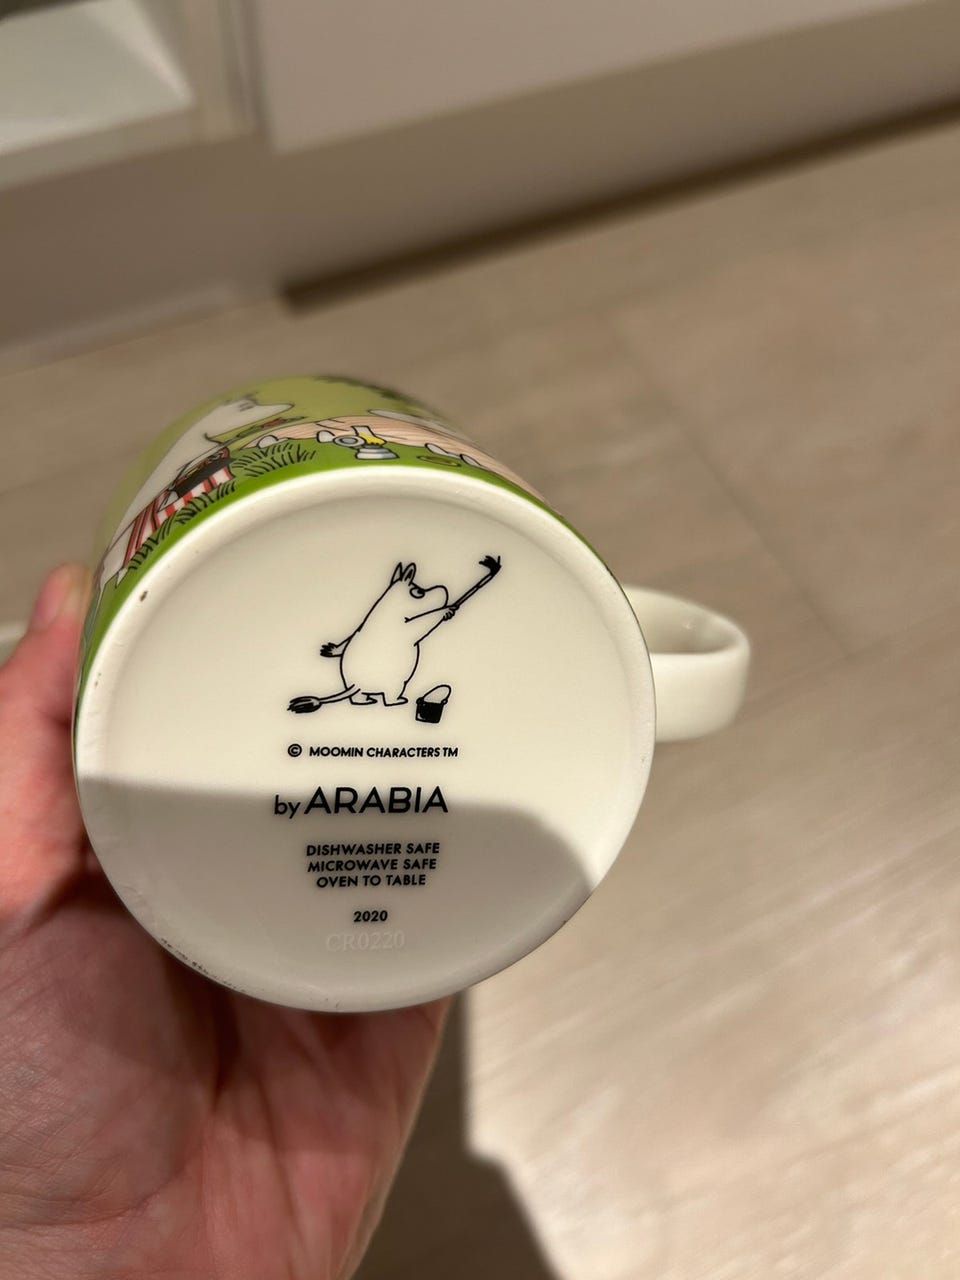 © MOOMIN CHARACTERS TM
by ARABIA
DISHWASHER SAFE
MICROWAVE SAFE
OVEN TO TABLE
2020
CR0220